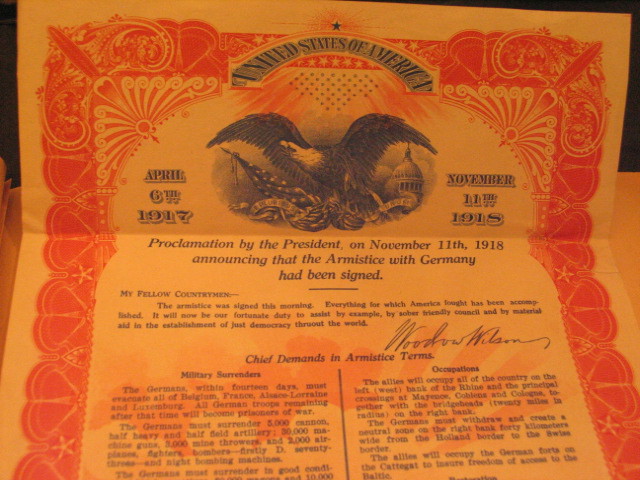 UNITED STATES OF AMERICA
APRIL
6TH
1917
NOVEMBER
11TH
1918
Proclamation by the President, on November 11th, 1918
announcing that the Armistice with Germany
had been signed.
MY FELLOW COUNTRYMEN—
The armistice was signed this morning. Everything for which America fought has been accomp-
lished. It will now be our fortunate duty to assist by example, by sober friendly council and by material
aid in the establishment of just democracy thruout the world.
Woodrow Wilson
Chief Demands in Armistice Terms.
Military Surrenders
The Germans, within fourteen days, must
evacuate all of Belgium, France, Alsace-Lorraine
and Luxemburg. All German troops remaining
after that time will become prisoners of war.
The Germans must surrender 5,000 cannon,
half heavy and half field artillery; 30,000 ma-
chine guns, 3,000 mine throwers, and 2,000 air-
planes, fighters, bombers—firstly D. seventy-
threes—and night bombing machines.
The Germans must surrender in good condi-
10,000
Occupations
The allies will occupy all of the country on the
left (west) bank of the Rhine and the principal
crossings at Mayence, Coblenz and Cologne, to-
gether with the bridgeheads (twenty miles in
radius) on the right bank.
The Germans must withdraw and create a
neutral zone on the right bank forty kilometers
wide from the Holland border to the Swiss
border.
The allies will occupy the German forts on
the Cattegat to insure freedom of access to the
Baltic.